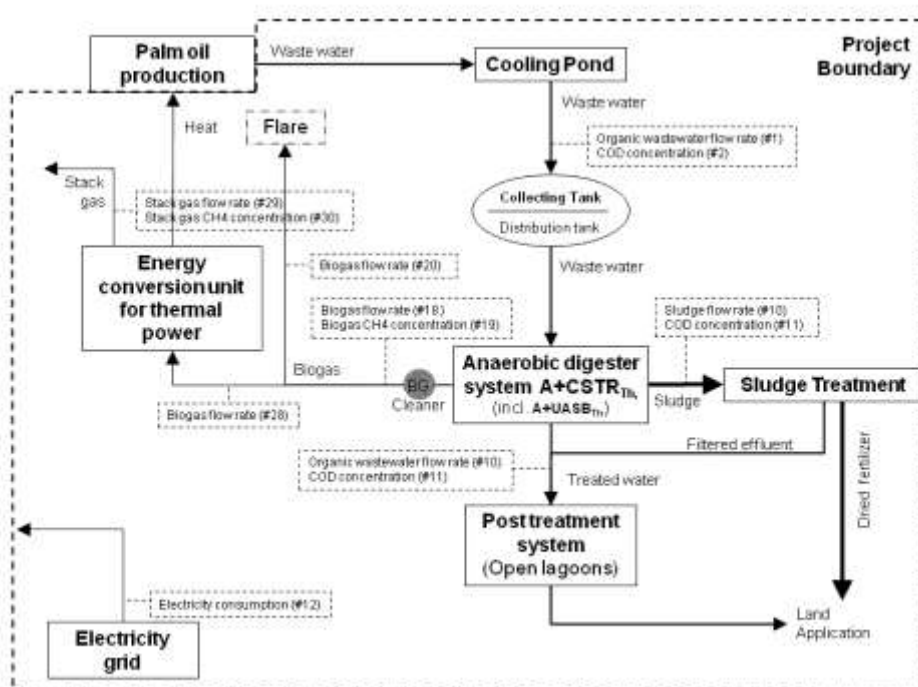 Project
Boundary
Palm oil
production
Waste water
Cooling Pond
Waste water
Organic wastewater flow rate (#1)
COD concentration (#2)
Heat
Flare
Stack
gas
Stack gas flow rate (#29)
Stack gas CH4 concentration (#30)
Collecting Tank
Distribution tank
Energy
conversion unit
for thermal
power
Biogas flow rate (#20)
Waste water
Biogas flow rate (#18)
Biogas CH4 concentration (#19)
Sludge flow rate (#10)
COD concentration (#11)
Biogas
BG
Cleaner
Anaerobic digester
system A+CSTRTh,
(incl. A+UASBTh)
Sludge
Sludge Treatment
Biogas flow rate (#28)
Filtered effluent
Organic wastewater flow rate (#10)
COD concentration (#11)
Treated water
Dried fertilizer
Post treatment
system
(Open lagoons)
Electricity consumption (#12)
Electricity
grid
Land
Application